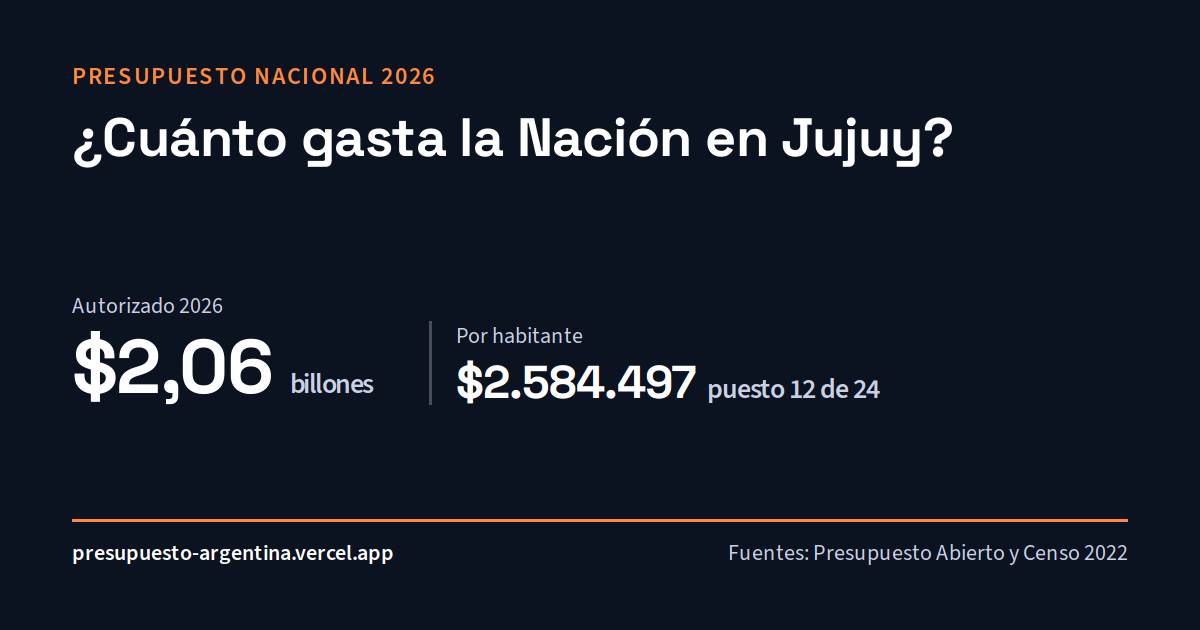 PRESUPUESTO NACIONAL 2026
¿Cuánto gasta la Nación en Jujuy?
Autorizado 2026
$2,06 billones
Por habitante
$2.584.497 puesto 12 de 24
presupuesto-argentina.vercel.app
Fuentes: Presupuesto Abierto y Censo 2022